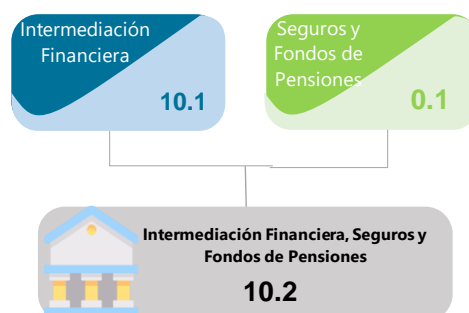 Intermediación
Financiera
10.1
Seguros y
Fondos de
Pensiones
0.1
Intermediación Financiera, Seguros y
Fondos de Pensiones
10.2